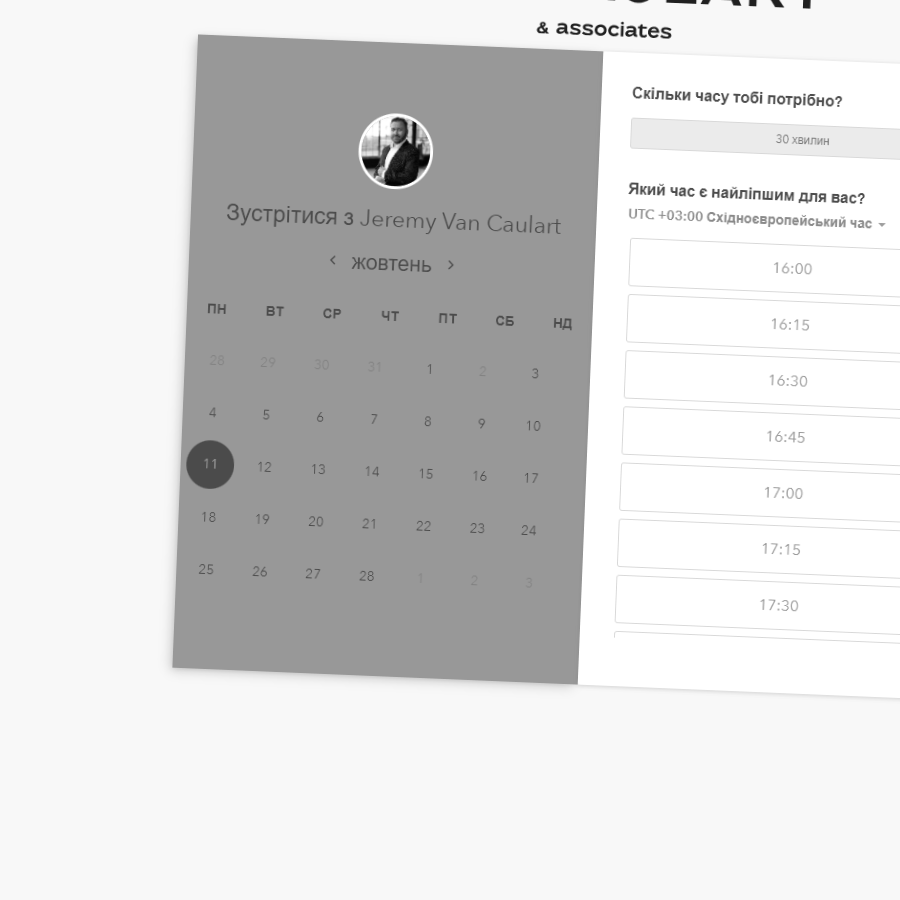 & associates
Зустрітися з Jeremy Van Caulart
‹ жовтень ›
ПН ВТ СР ЧТ ПТ СБ НД
28 29 30 31 1 2 3
4 5 6 7 8 9 10
11 12 13 14 15 16 17
18 19 20 21 22 23 24
25 26 27 28 1 2 3
Скільки часу тобі потрібно?
30 хвилин
Який час є найліпшим для вас?
UTC +03:00 Східноєвропейський час
16:00
16:15
16:30
16:45
17:00
17:15
17:30